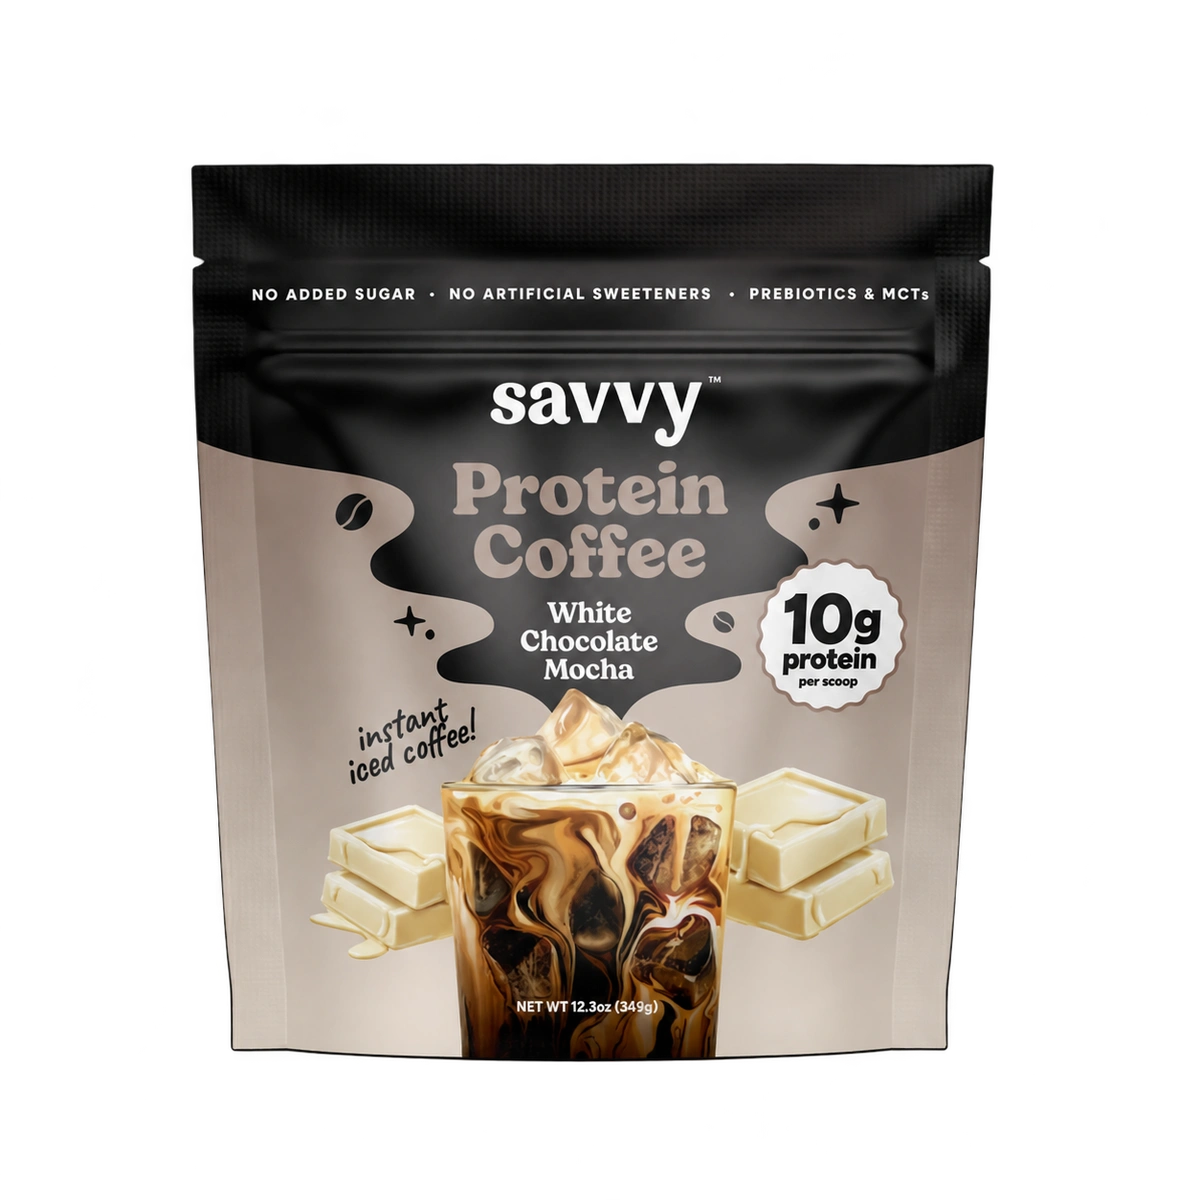 NO ADDED SUGAR • NO ARTIFICIAL SWEETENERS • PREBIOTICS & MCTs
savvy™
Protein
Coffee
White
Chocolate
Mocha
10g
protein
per scoop
instant
iced coffee!
NET WT 12.3oz (349g)